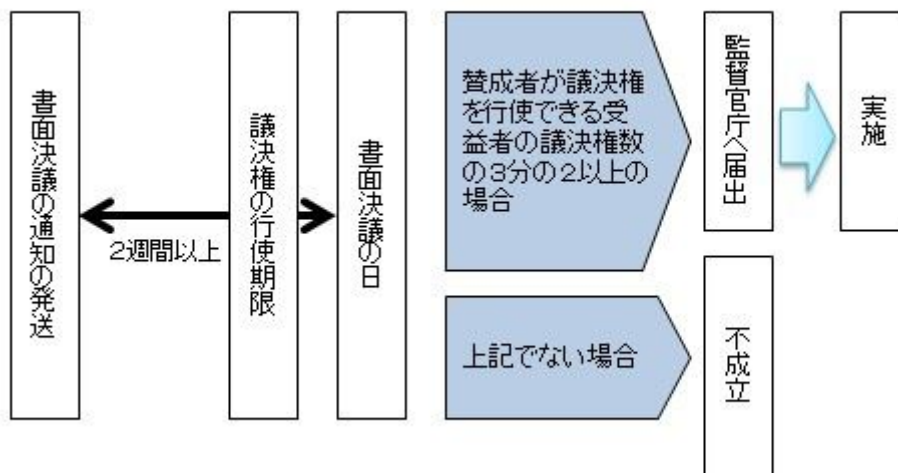 書面決議の通知の発送
2週間以上
議決権の行使期限
書面決議の日
賛成者が議決権
を行使できる受
益者の議決権数
の3分の2以上の
場合
監督官庁へ届出
実施
上記でない場合
不成立